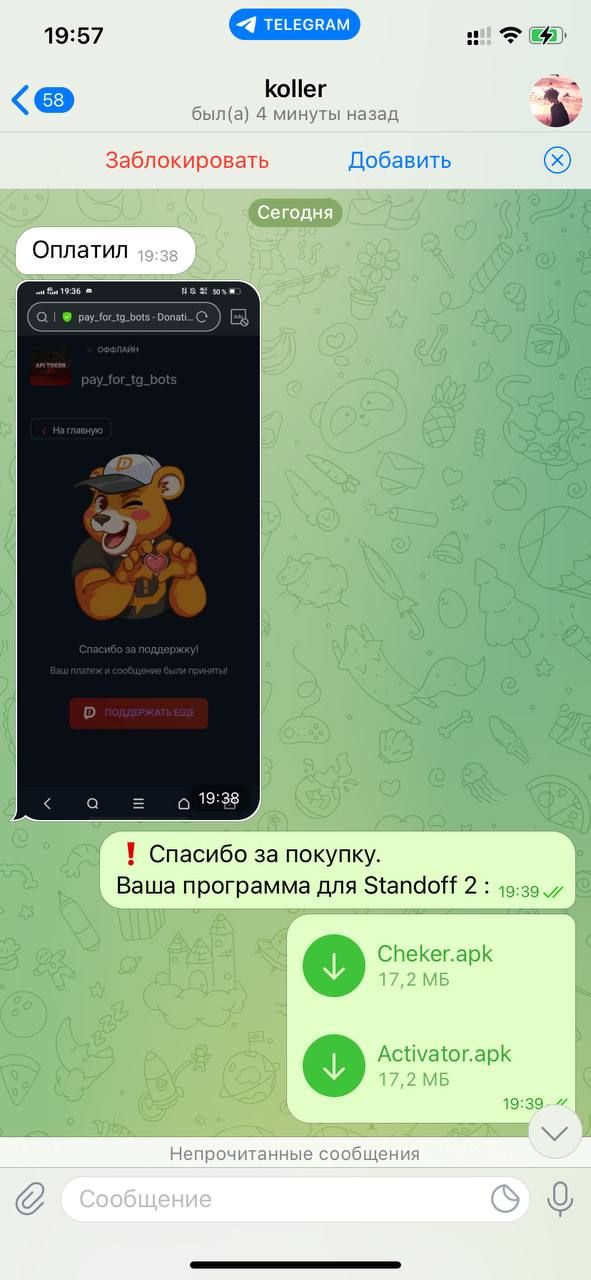 19:57
TELEGRAM
58
koller
был(а) 4 минуты назад
Заблокировать
Добавить
Сегодня
Оплатил 19:38
19:36
50 %
pay_for_tg_bots - Donati...
Ads
ОФФЛАЙН
API TOKEN
pay_for_tg_bots
На главную
Спасибо за поддержку!
Ваш платеж и сообщение были приняты!
ПОДДЕРЖАТЬ ЕЩЕ
19:38
❗ Спасибо за покупку.
Ваша программа для Standoff 2 : 19:39
Cheker.apk
17,2 МБ
Activator.apk
17,2 МБ
19:39
Непрочитанные сообщения
Сообщение